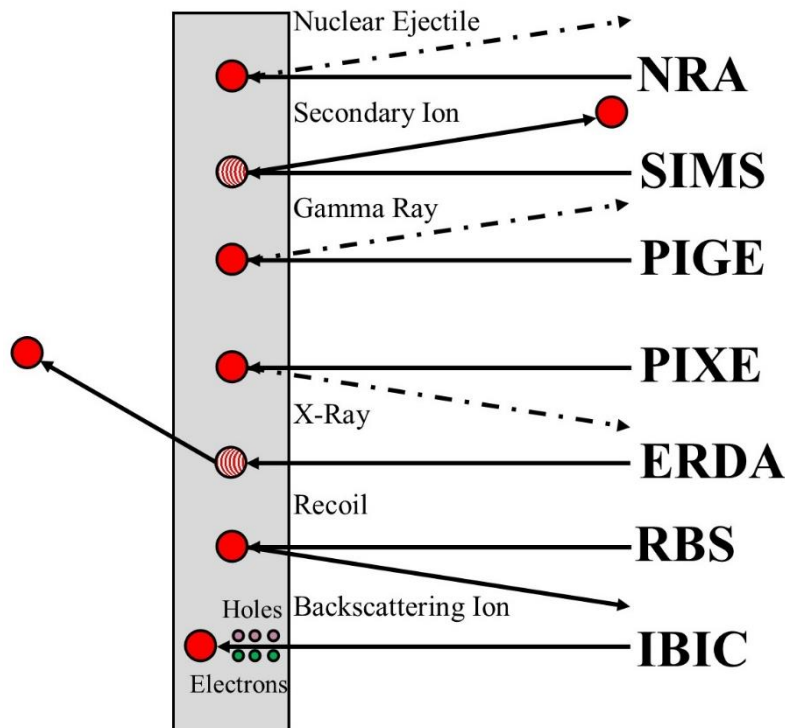 Nuclear Ejectile
NRA
Secondary Ion
SIMS
Gamma Ray
PIGE
PIXE
X-Ray
ERDA
Recoil
RBS
Backscattering Ion
Holes
IBIC
Electrons